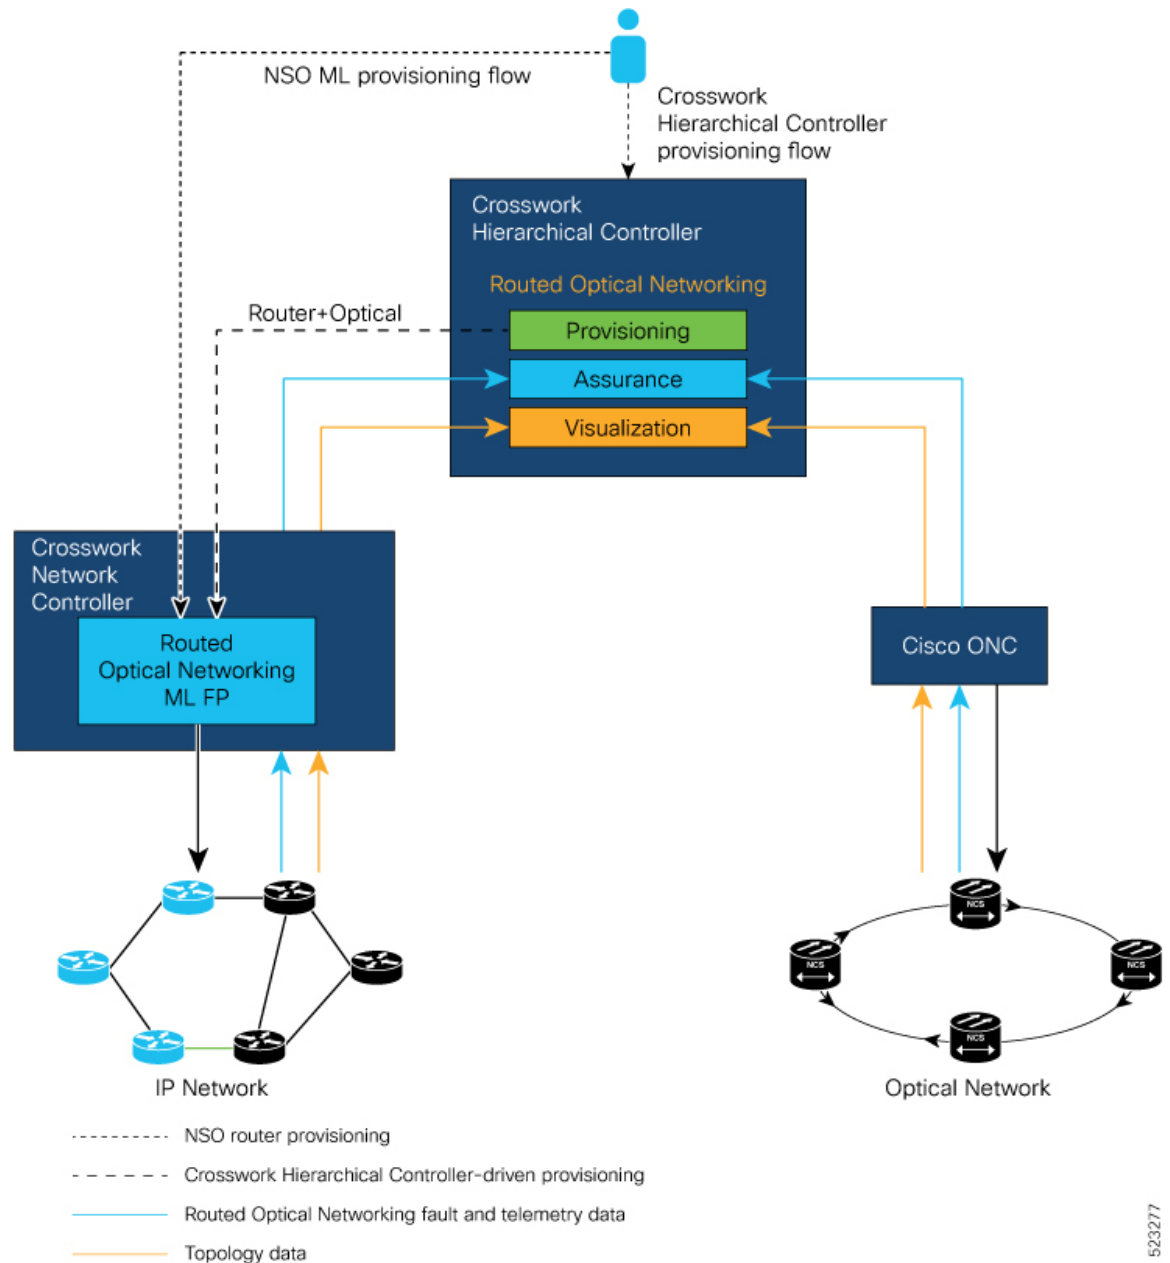 NSO ML provisioning flow
Crosswork
Hierarchical Controller
provisioning flow
Crosswork
Hierarchical Controller
Routed Optical Networking
Router+Optical
Provisioning
Assurance
Visualization
Crosswork
Network
Controller
Routed
Optical Networking
ML FP
Cisco ONC
NCS
NCS
NCS
NCS
IP Network
Optical Network
NSO router provisioning
Crosswork Hierarchical Controller-driven provisioning
Routed Optical Networking fault and telemetry data
Topology data
523277